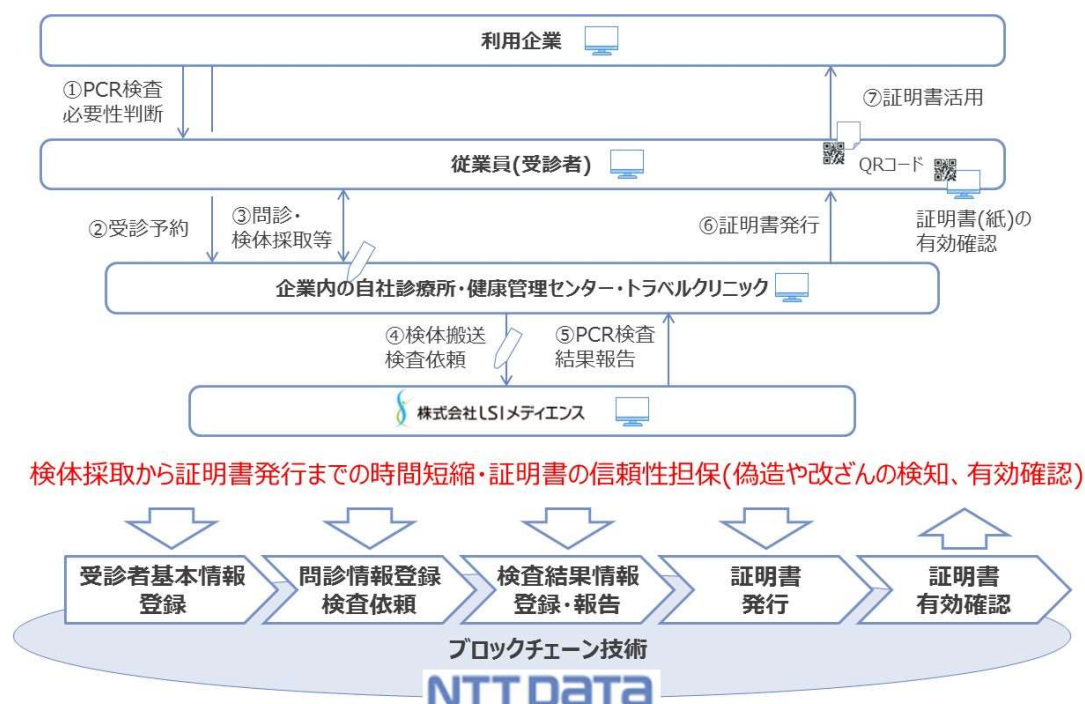 利用企業
①PCR検査
必要性判断
⑦証明書活用
従業員(受診者)
QRコード
②受診予約
③問診・
検体採取等
⑥証明書発行
証明書(紙)の
有効確認
企業内の自社診療所・健康管理センター・トラベルクリニック
④検体搬送
検査依頼
⑤PCR検査
結果報告
株式会社LSIメディエンス
検体採取から証明書発行までの時間短縮・証明書の信頼性担保(偽造や改ざんの検知、有効確認)
受診者基本情報
登録
問診情報登録
検査依頼
検査結果情報
登録・報告
証明書
発行
証明書
有効確認
ブロックチェーン技術
NTT DATA